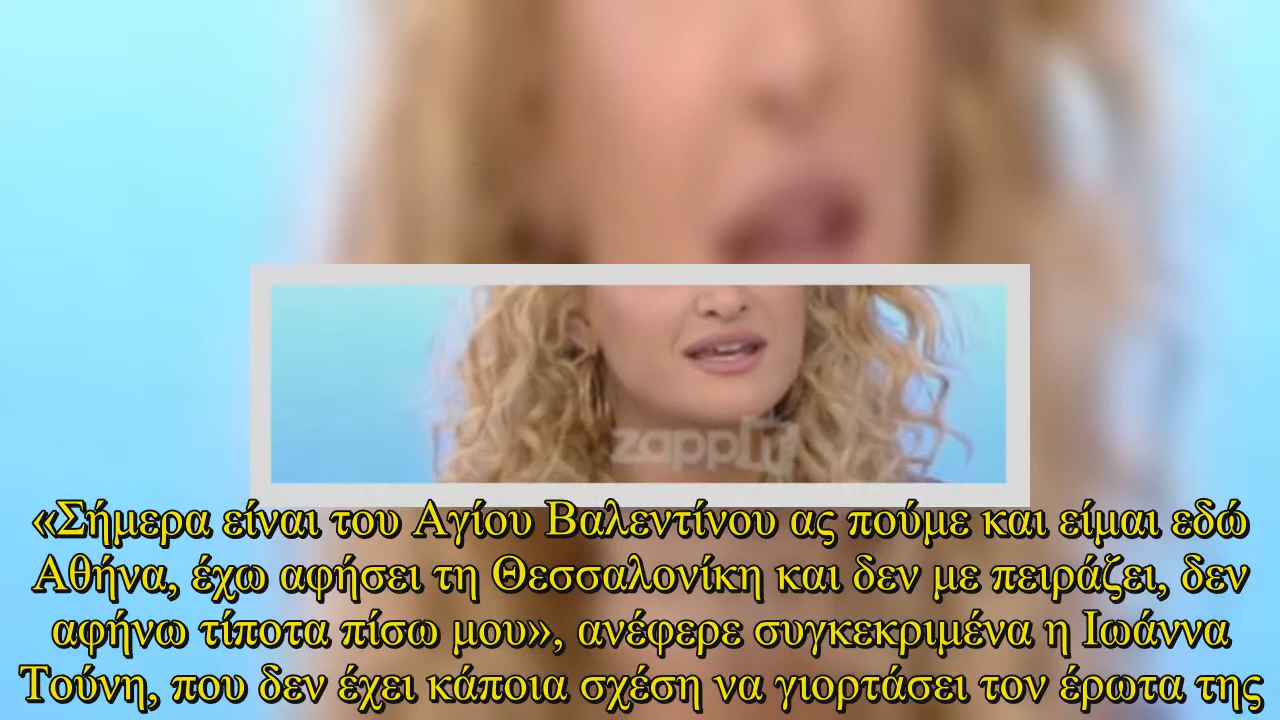 zappIt
«Σήμερα είναι του Αγίου Βαλεντίνου ας πούμε και είμαι εδώ
Αθήνα, έχω αφήσει τη Θεσσαλονίκη και δεν με πειράζει, δεν
αφήνω τίποτα πίσω μου», ανέφερε συγκεκριμένα η Ιωάννα
Τούνη, που δεν έχει κάποια σχέση να γιορτάσει τον έρωτα της